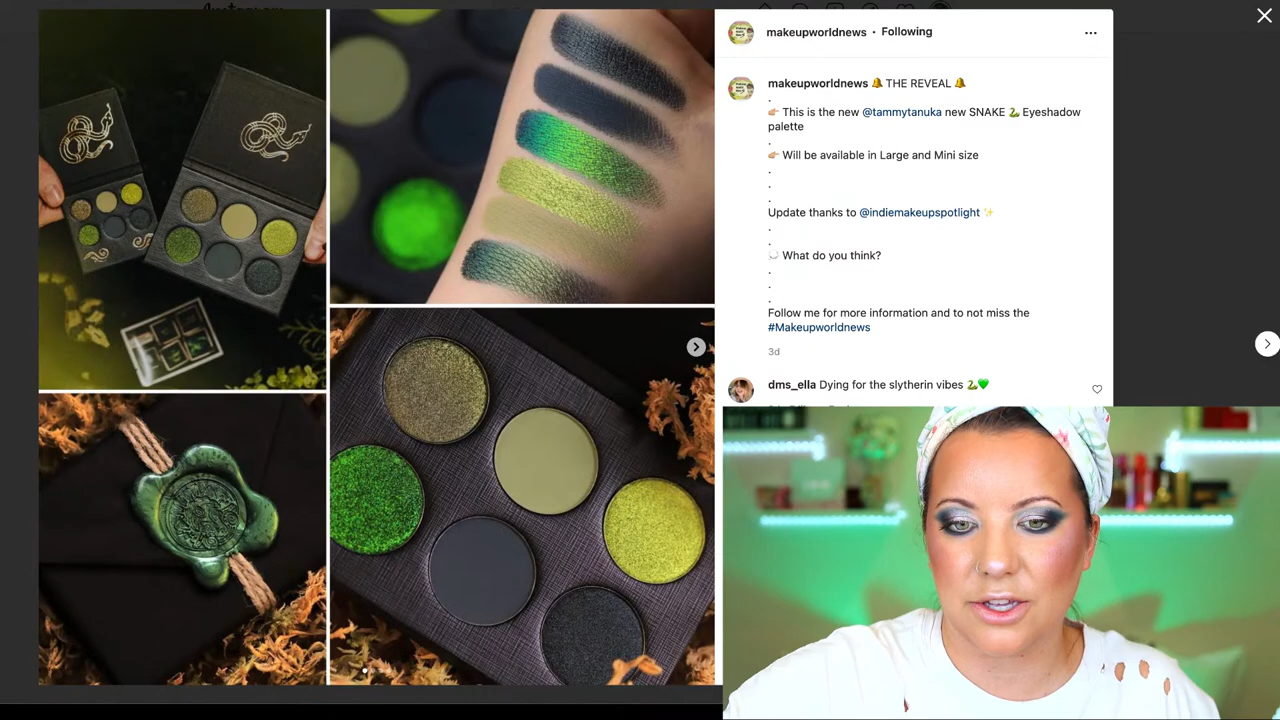 makeupworldnews • Following
makeupworldnews 🔔 THE REVEAL 🔔
.
👉🏼 This is the new @tammytanuka new SNAKE 🐍 Eyeshadow
palette
.
👉🏼 Will be available in Large and Mini size
.
.
.
Update thanks to @indiemakeupspotlight ✨
.
.
💭 What do you think?
.
.
.
Follow me for more information and to not miss the
#Makeupworldnews
3d
dms_ella Dying for the slytherin vibes 🐍💚